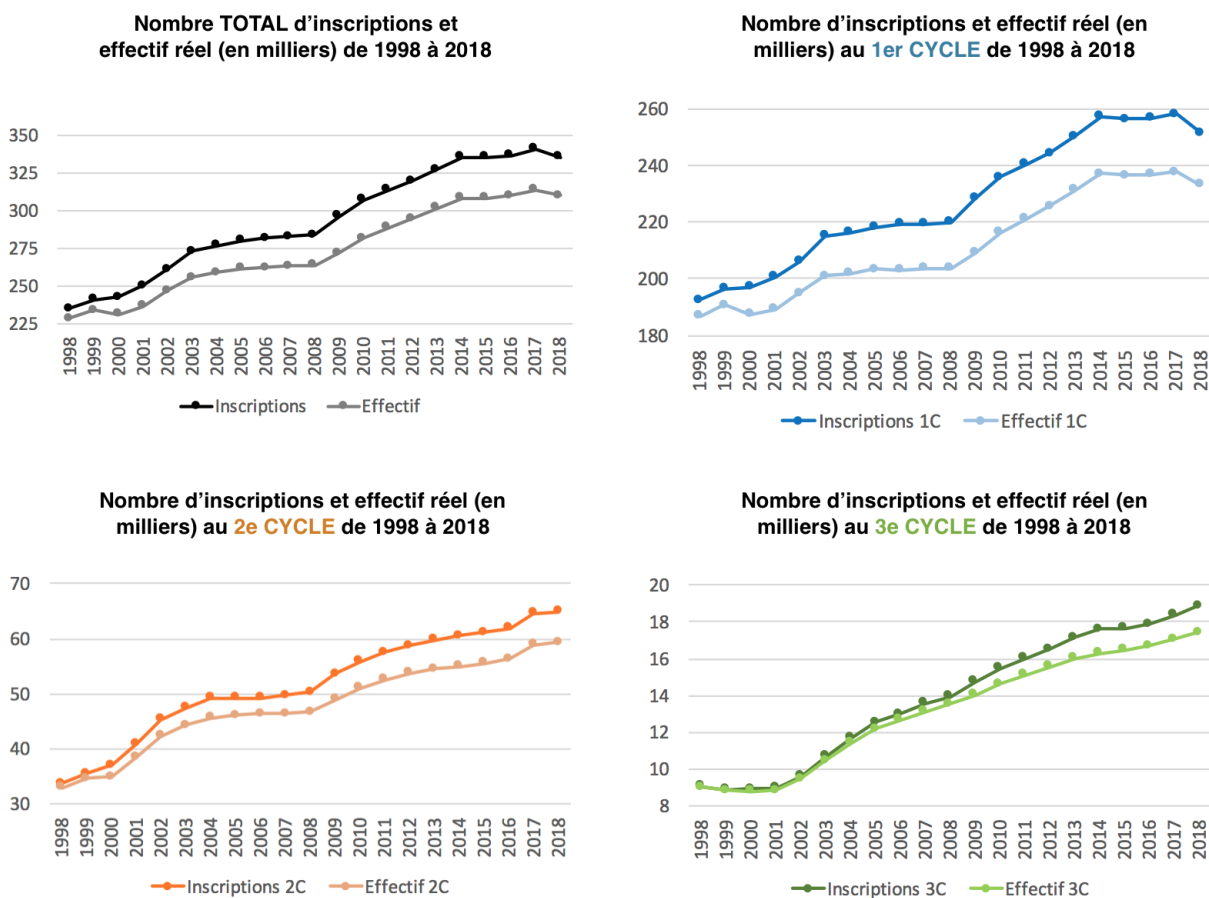 Nombre TOTAL d’inscriptions et
effectif réel (en milliers) de 1998 à 2018
350
325
300
275
250
225
1998 1999 2000 2001 2002 2003 2004 2005 2006 2007 2008 2009 2010 2011 2012 2013 2014 2015 2016 2017 2018
Inscriptions Effectif
Nombre d’inscriptions et effectif réel (en
milliers) au 1er CYCLE de 1998 à 2018
260
240
220
200
180
1998 1999 2000 2001 2002 2003 2004 2005 2006 2007 2008 2009 2010 2011 2012 2013 2014 2015 2016 2017 2018
Inscriptions 1C Effectif 1C
Nombre d’inscriptions et effectif réel (en
milliers) au 2e CYCLE de 1998 à 2018
70
60
50
40
30
1998 1999 2000 2001 2002 2003 2004 2005 2006 2007 2008 2009 2010 2011 2012 2013 2014 2015 2016 2017 2018
Inscriptions 2C Effectif 2C
Nombre d’inscriptions et effectif réel (en
milliers) au 3e CYCLE de 1998 à 2018
20
18
16
14
12
10
8
1998 1999 2000 2001 2002 2003 2004 2005 2006 2007 2008 2009 2010 2011 2012 2013 2014 2015 2016 2017 2018
Inscriptions 3C Effectif 3C